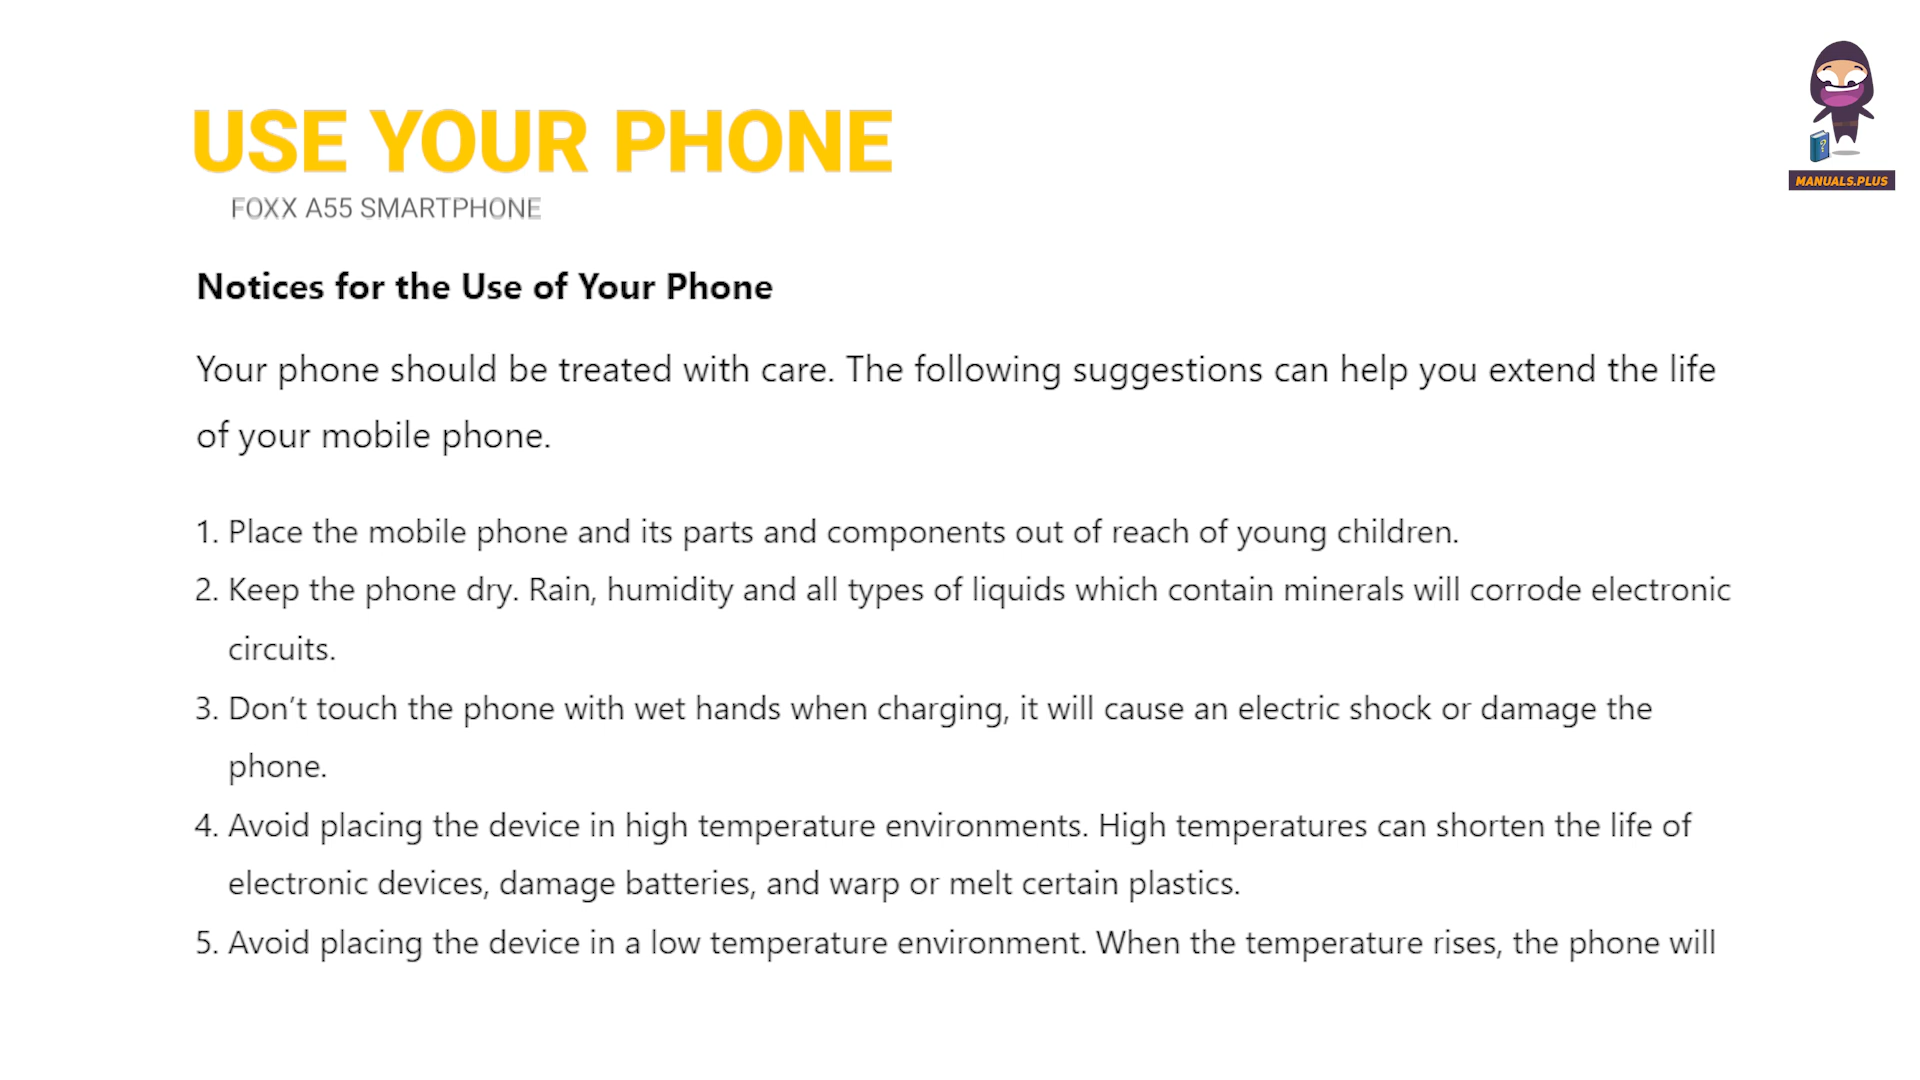 USE YOUR PHONE
FOXX A55 SMARTPHONE
MANUALS.PLUS
Notices for the Use of Your Phone
Your phone should be treated with care. The following suggestions can help you extend the life
of your mobile phone.
1. Place the mobile phone and its parts and components out of reach of young children.
2. Keep the phone dry. Rain, humidity and all types of liquids which contain minerals will corrode electronic
circuits.
3. Don’t touch the phone with wet hands when charging, it will cause an electric shock or damage the
phone.
4. Avoid placing the device in high temperature environments. High temperatures can shorten the life of
electronic devices, damage batteries, and warp or melt certain plastics.
5. Avoid placing the device in a low temperature environment. When the temperature rises, the phone will